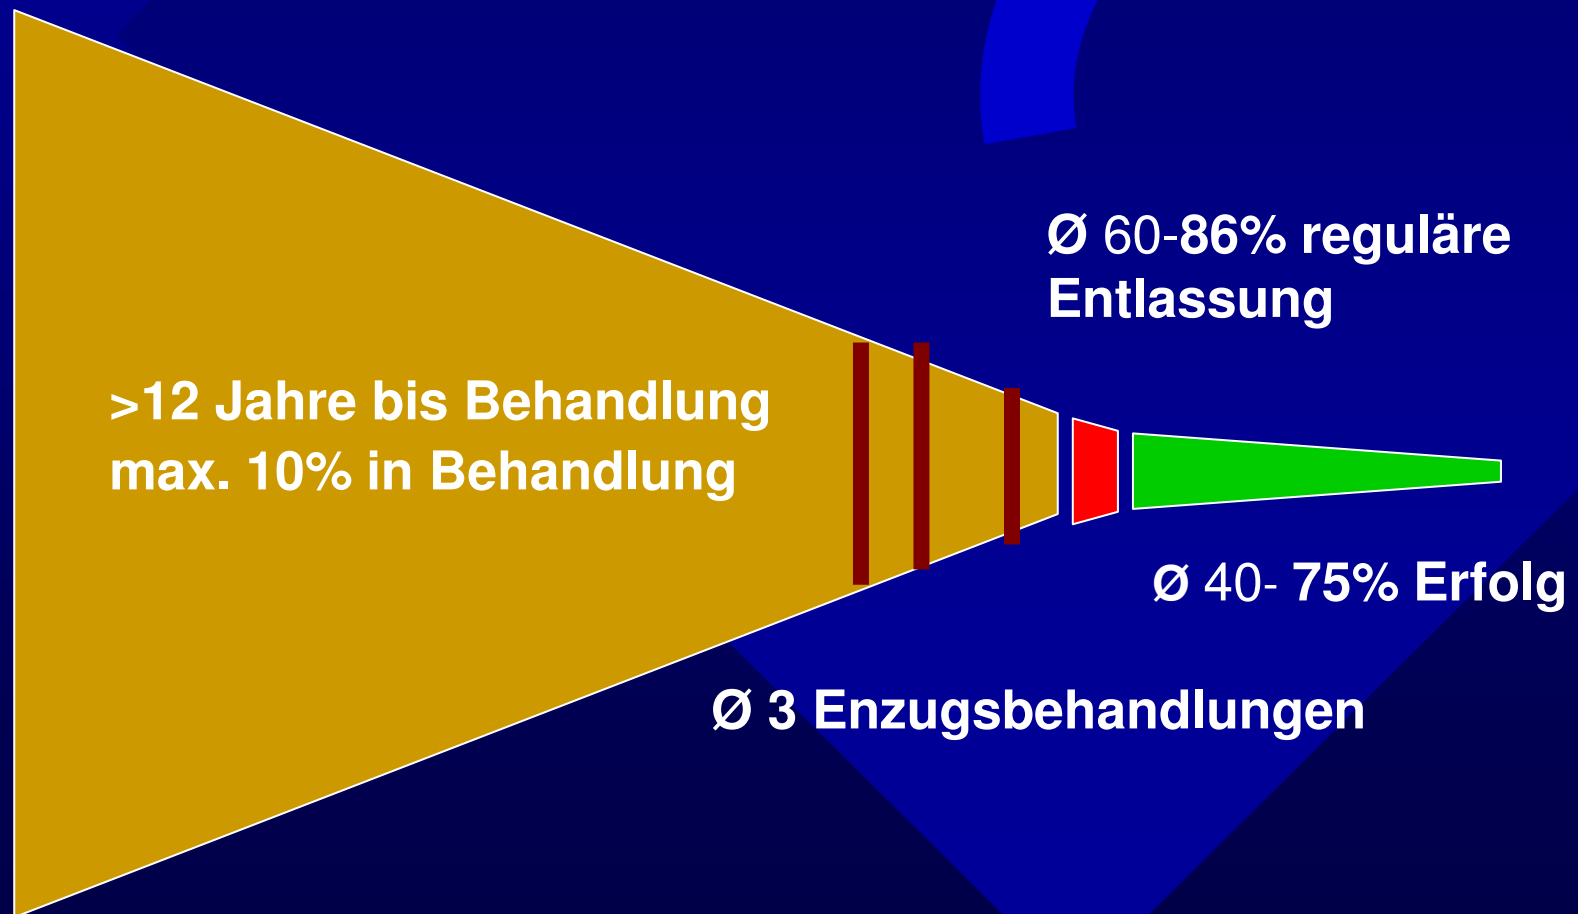 Ø 60-86% reguläre
Entlassung
>12 Jahre bis Behandlung
max. 10% in Behandlung
Ø 40- 75% Erfolg
Ø 3 Enzugsbehandlungen